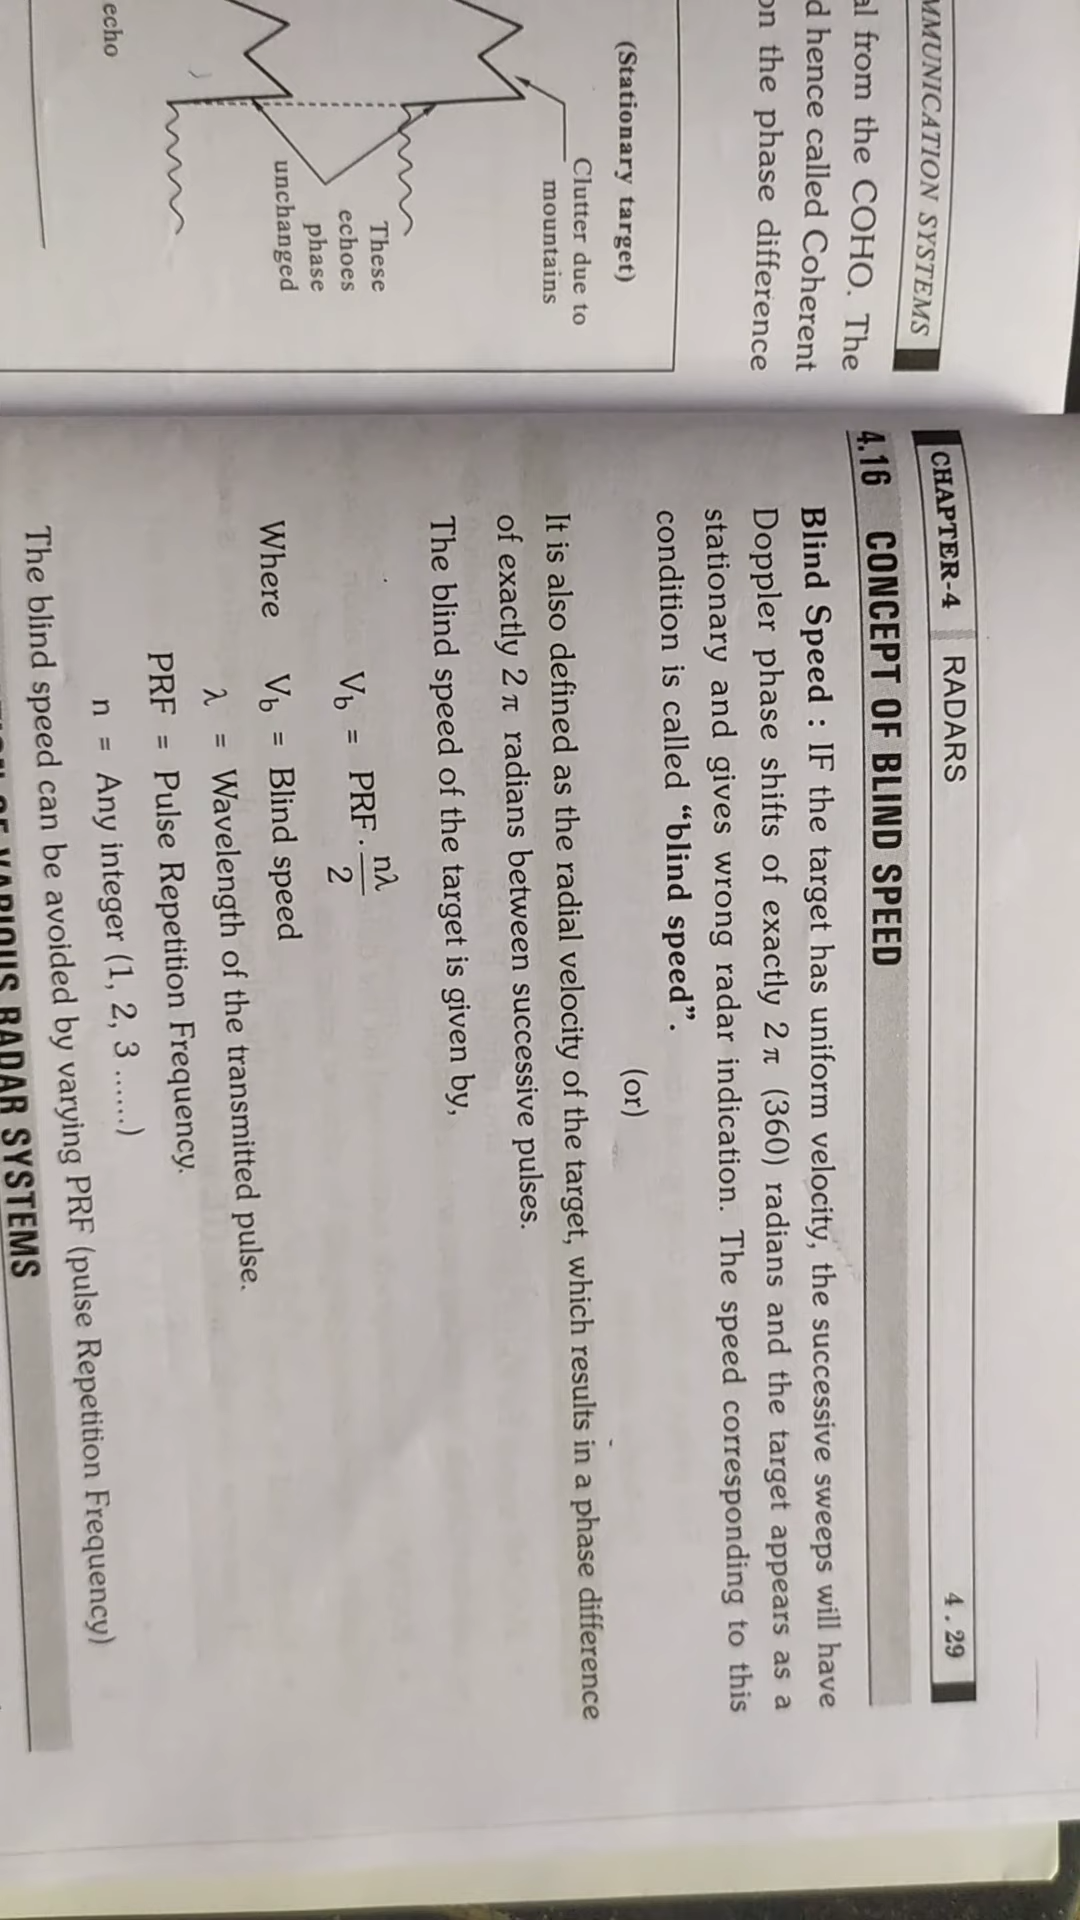 MMUNICATION SYSTEMS
al from the COHO. The
d hence called Coherent
on the phase difference
(Stationary target)
Clutter due to
mountains
These
echoes
phase
unchanged
echo
CHAPTER-4 RADARS 4.29
4.16 CONCEPT OF BLIND SPEED
Blind Speed : IF the target has uniform velocity, the successive sweeps will have
Doppler phase shifts of exactly 2 π (360) radians and the target appears as a
stationary and gives wrong radar indication. The speed corresponding to this
condition is called “blind speed”.
(or)
It is also defined as the radial velocity of the target, which results in a phase difference
of exactly 2 π radians between successive pulses.
The blind speed of the target is given by,
V_b = PRF . nλ/2
Where V_b = Blind speed
λ = Wavelength of the transmitted pulse.
PRF = Pulse Repetition Frequency.
n = Any integer (1, 2, 3 ......)
The blind speed can be avoided by varying PRF (pulse Repetition Frequency)
OF VARIOUS RADAR SYSTEMS